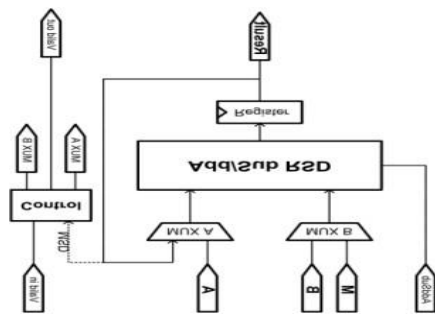 Valid out
Result
MUX B
MUX A
Register
Control
Add/Sub RSD
MSD
MUX A
MUX B
Valid in
A
B
M
AddSub